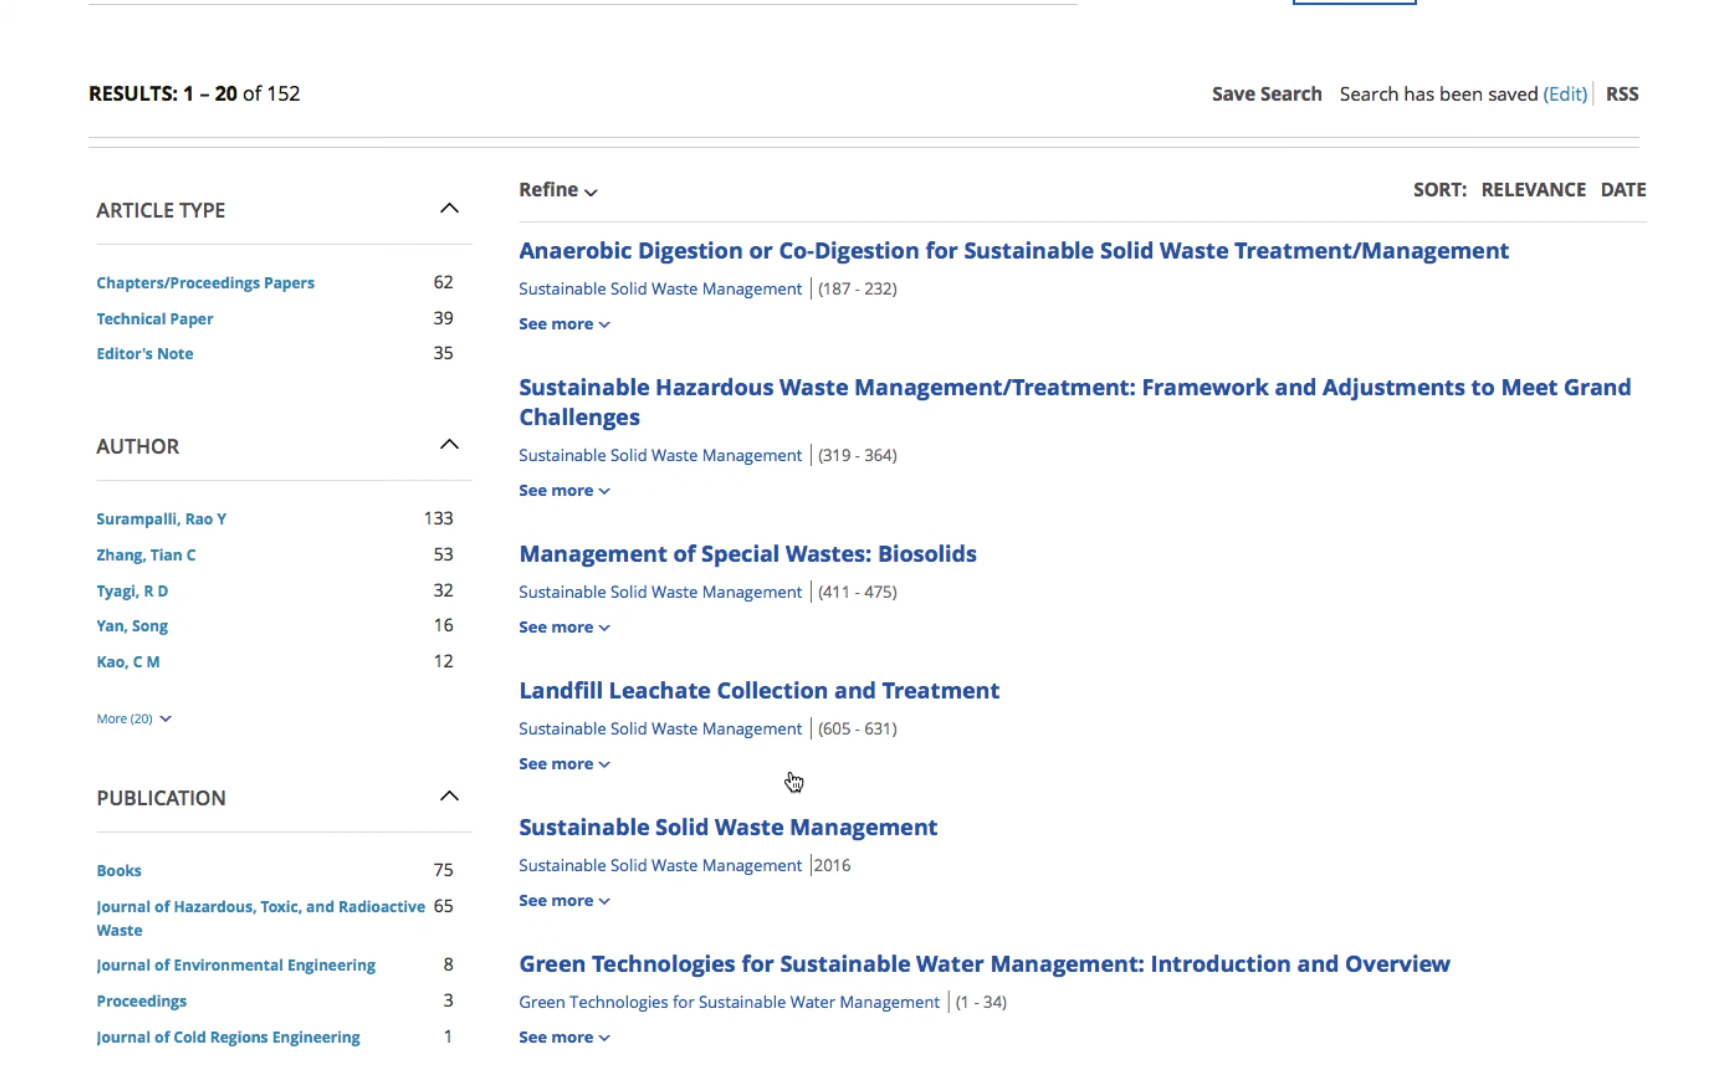 RESULTS: 1 – 20 of 152
Save Search Search has been saved (Edit) RSS
ARTICLE TYPE
Chapters/Proceedings Papers 62
Technical Paper 39
Editor's Note 35
AUTHOR
Surampalli, Rao Y 133
Zhang, Tian C 53
Tyagi, R D 32
Yan, Song 16
Kao, C M 12
More (20)
PUBLICATION
Books 75
Journal of Hazardous, Toxic, and Radioactive 65
Waste
Journal of Environmental Engineering 8
Proceedings 3
Journal of Cold Regions Engineering 1
Refine
SORT: RELEVANCE DATE
Anaerobic Digestion or Co-Digestion for Sustainable Solid Waste Treatment/Management
Sustainable Solid Waste Management | (187 - 232)
See more
Sustainable Hazardous Waste Management/Treatment: Framework and Adjustments to Meet Grand
Challenges
Sustainable Solid Waste Management | (319 - 364)
See more
Management of Special Wastes: Biosolids
Sustainable Solid Waste Management | (411 - 475)
See more
Landfill Leachate Collection and Treatment
Sustainable Solid Waste Management | (605 - 631)
See more
Sustainable Solid Waste Management
Sustainable Solid Waste Management |2016
See more
Green Technologies for Sustainable Water Management: Introduction and Overview
Green Technologies for Sustainable Water Management | (1 - 34)
See more